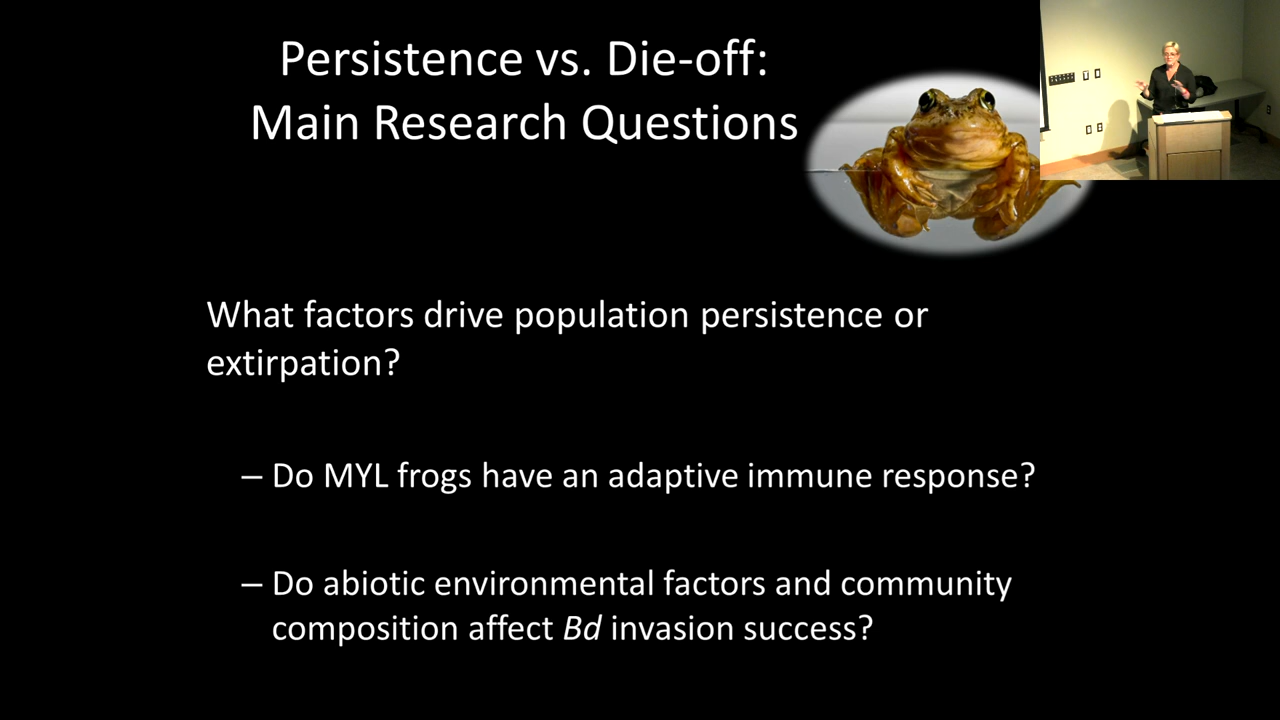 Persistence vs. Die-off:
Main Research Questions
What factors drive population persistence or
extirpation?
– Do MYL frogs have an adaptive immune response?
– Do abiotic environmental factors and community
composition affect Bd invasion success?